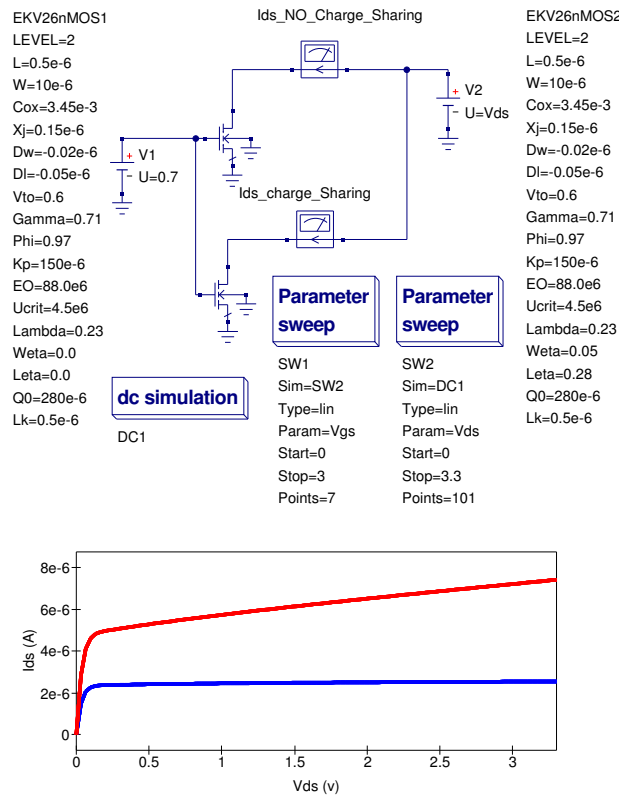 EKV26nMOS1
LEVEL=2
L=0.5e-6
W=10e-6
Cox=3.45e-3
Xj=0.15e-6
Dw=-0.02e-6
Dl=-0.05e-6
Vto=0.6
Gamma=0.71
Phi=0.97
Kp=150e-6
EO=88.0e6
Ucrit=4.5e6
Lambda=0.23
Weta=0.0
Leta=0.0
Q0=280e-6
Lk=0.5e-6
Ids_NO_Charge_Sharing
+ V2
- U=Vds
+ V1
- U=0.7
Ids_charge_Sharing
EKV26nMOS2
LEVEL=2
L=0.5e-6
W=10e-6
Cox=3.45e-3
Xj=0.15e-6
Dw=-0.02e-6
Dl=-0.05e-6
Vto=0.6
Gamma=0.71
Phi=0.97
Kp=150e-6
EO=88.0e6
Ucrit=4.5e6
Lambda=0.23
Weta=0.05
Leta=0.28
Q0=280e-6
Lk=0.5e-6
dc simulation
DC1
Parameter
sweep
SW1
Sim=SW2
Type=lin
Param=Vgs
Start=0
Stop=3
Points=7
Parameter
sweep
SW2
Sim=DC1
Type=lin
Param=Vds
Start=0
Stop=3.3
Points=101
8e-6
6e-6
4e-6
2e-6
0
Ids (A)
0 0.5 1 1.5 2 2.5 3
Vds (v)